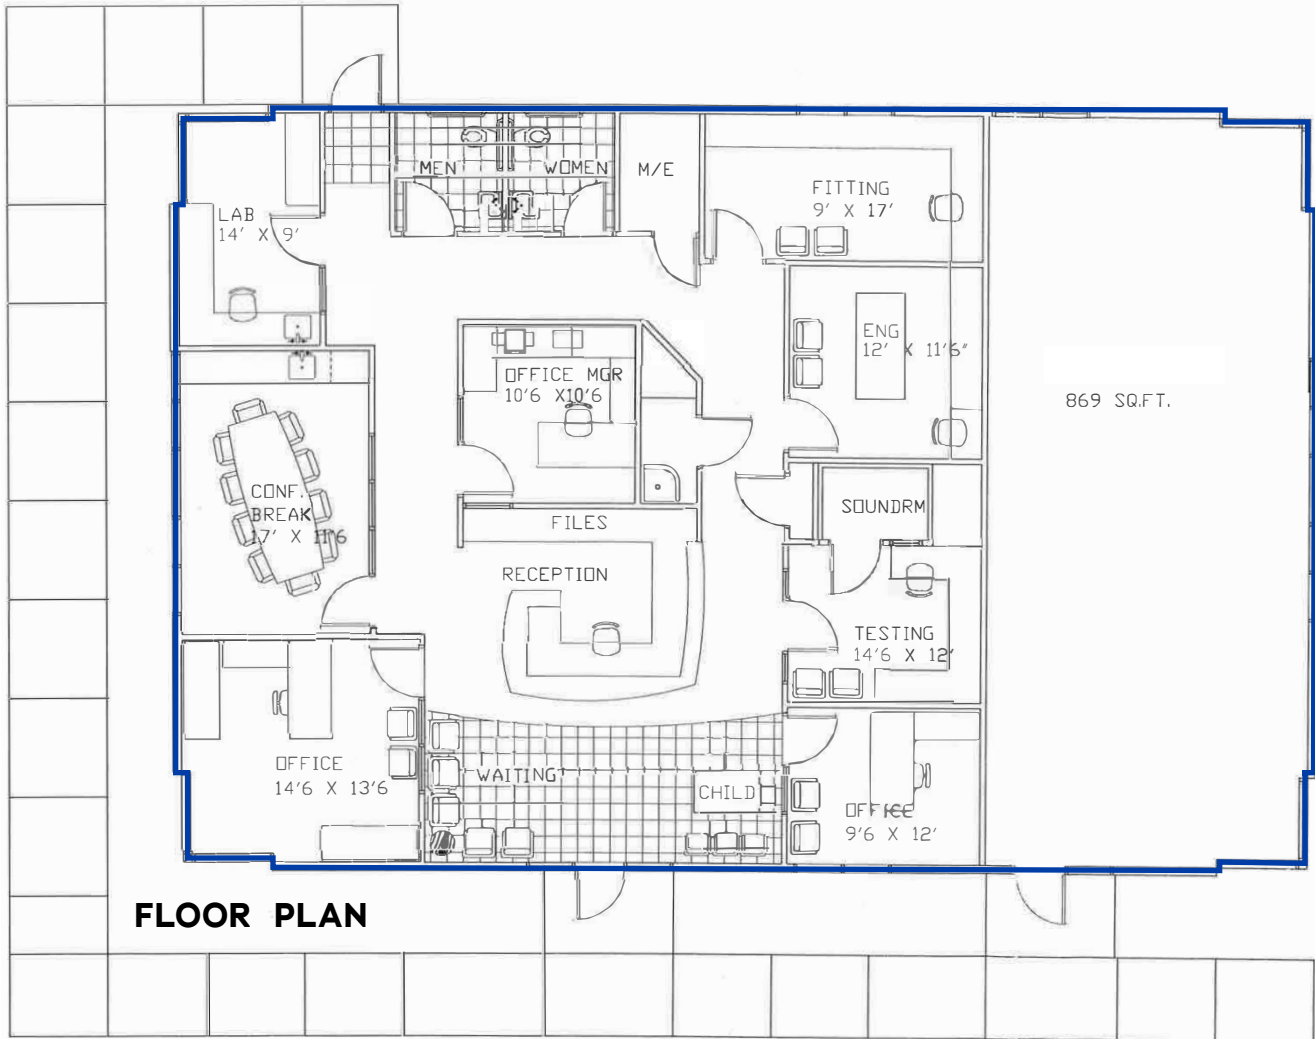 MEN
WOMEN
M/E
FITTING
9' X 17'
LAB
14' X 9'
ENG
12' X 11'6"
OFFICE MGR
10'6 X10'6
869 SQ.FT.
CONF.
BREAK
17' X 11'6
SOUNDRM
FILES
RECEPTION
TESTING
14'6 X 12'
OFFICE
14'6 X 13'6
WAITING
CHILD
OFFICE
9'6 X 12'
FLOOR PLAN